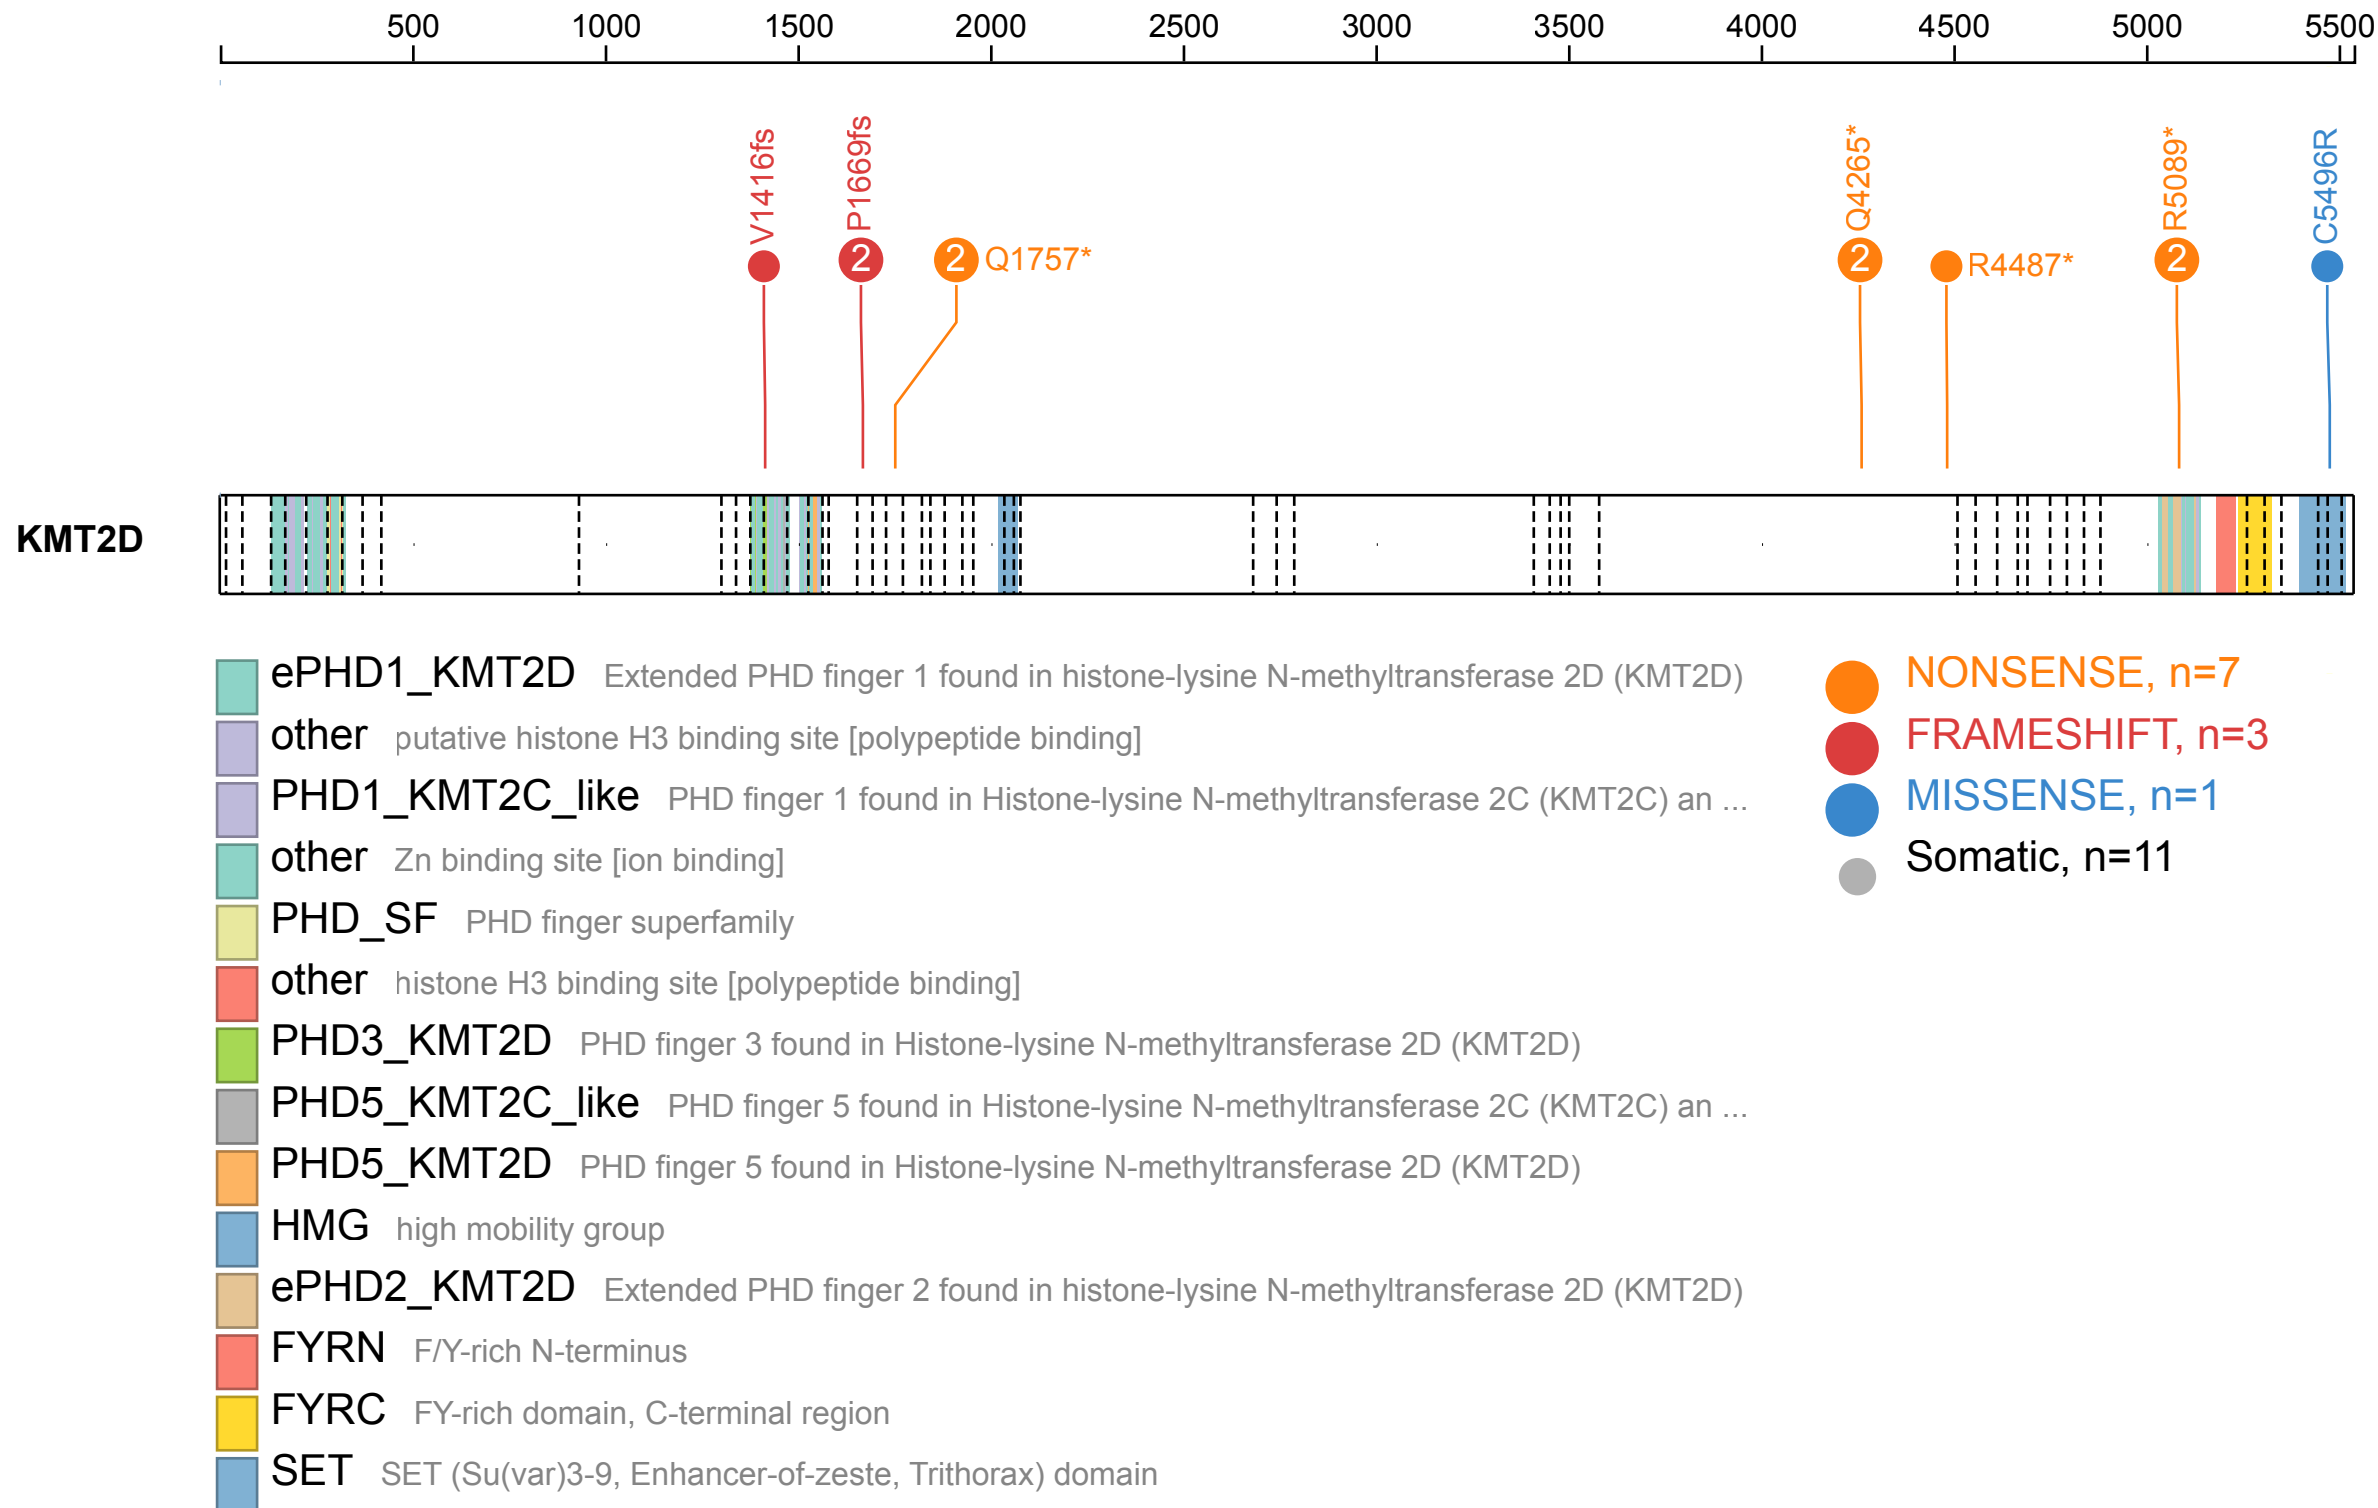 500 1000 1500 2000 2500 3000 3500 4000 4500 5000 5500
V1416fs
P1669fs
2
2 Q1757*
Q4265*
2
R4487*
R5089*
2
C5496R
KMT2D
ePHD1_KMT2D Extended PHD finger 1 found in histone-lysine N-methyltransferase 2D (KMT2D)
other putative histone H3 binding site [polypeptide binding]
PHD1_KMT2C_like PHD finger 1 found in Histone-lysine N-methyltransferase 2C (KMT2C) an ...
other Zn binding site [ion binding]
PHD_SF PHD finger superfamily
other histone H3 binding site [polypeptide binding]
PHD3_KMT2D PHD finger 3 found in Histone-lysine N-methyltransferase 2D (KMT2D)
PHD5_KMT2C_like PHD finger 5 found in Histone-lysine N-methyltransferase 2C (KMT2C) an ...
PHD5_KMT2D PHD finger 5 found in Histone-lysine N-methyltransferase 2D (KMT2D)
HMG high mobility group
ePHD2_KMT2D Extended PHD finger 2 found in histone-lysine N-methyltransferase 2D (KMT2D)
FYRN F/Y-rich N-terminus
FYRC FY-rich domain, C-terminal region
SET SET (Su(var)3-9, Enhancer-of-zeste, Trithorax) domain
NONSENSE, n=7
FRAMESHIFT, n=3
MISSENSE, n=1
Somatic, n=11